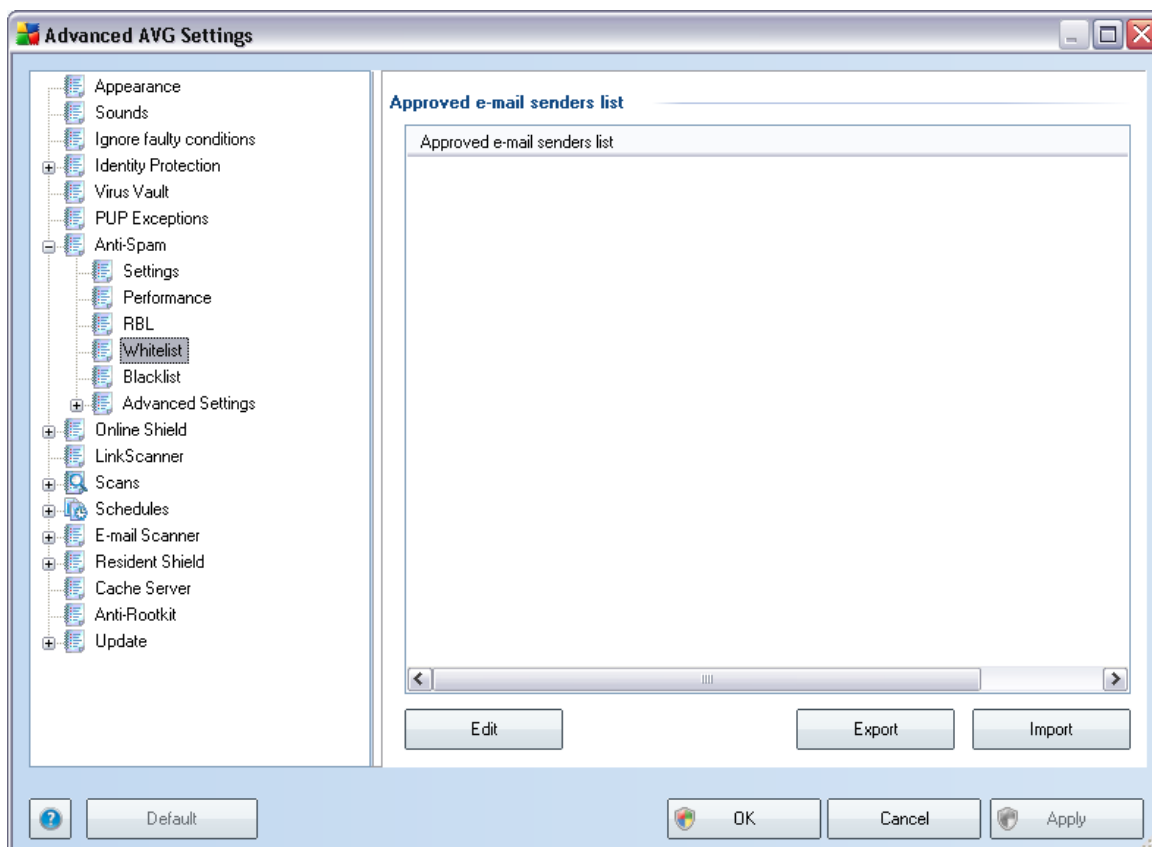 Advanced AVG Settings
Appearance
Sounds
Ignore faulty conditions
Identity Protection
Virus Vault
PUP Exceptions
Anti-Spam
Settings
Performance
RBL
Whitelist
Blacklist
Advanced Settings
Online Shield
LinkScanner
Scans
Schedules
E-mail Scanner
Resident Shield
Cache Server
Anti-Rootkit
Update
Approved e-mail senders list
Approved e-mail senders list
Edit
Export
Import
?
Default
OK
Cancel
Apply